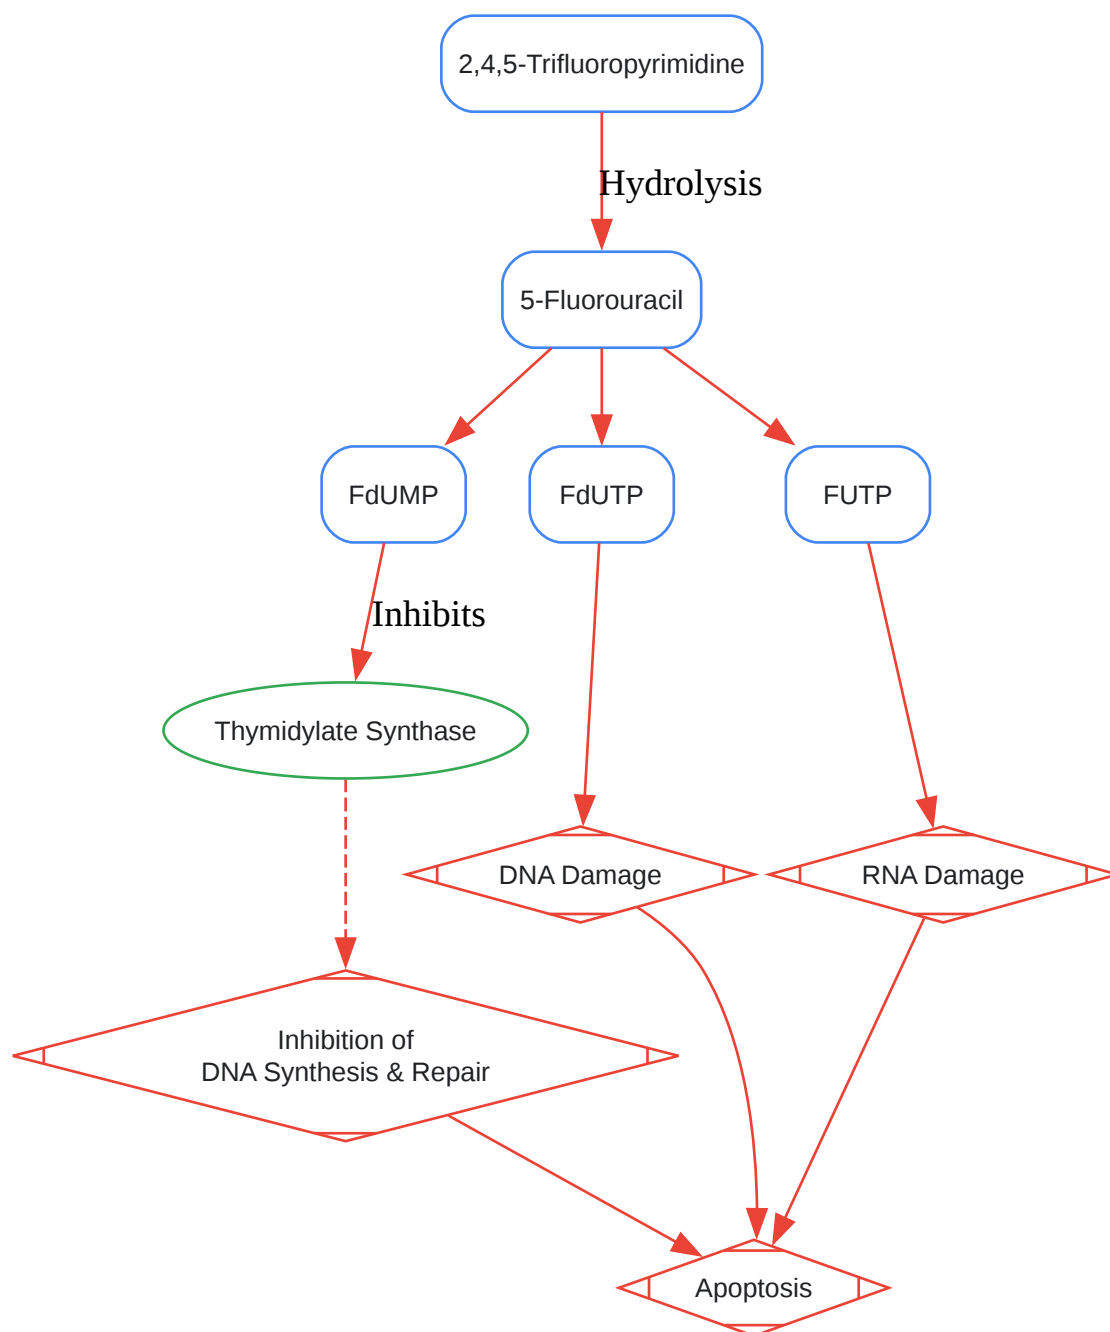 2,4,5-Trifluoropyrimidine
Hydrolysis
5-Fluorouracil
FdUMP
FdUTP
FUTP
Inhibits
Thymidylate Synthase
DNA Damage
RNA Damage
Inhibition of
DNA Synthesis & Repair
Apoptosis